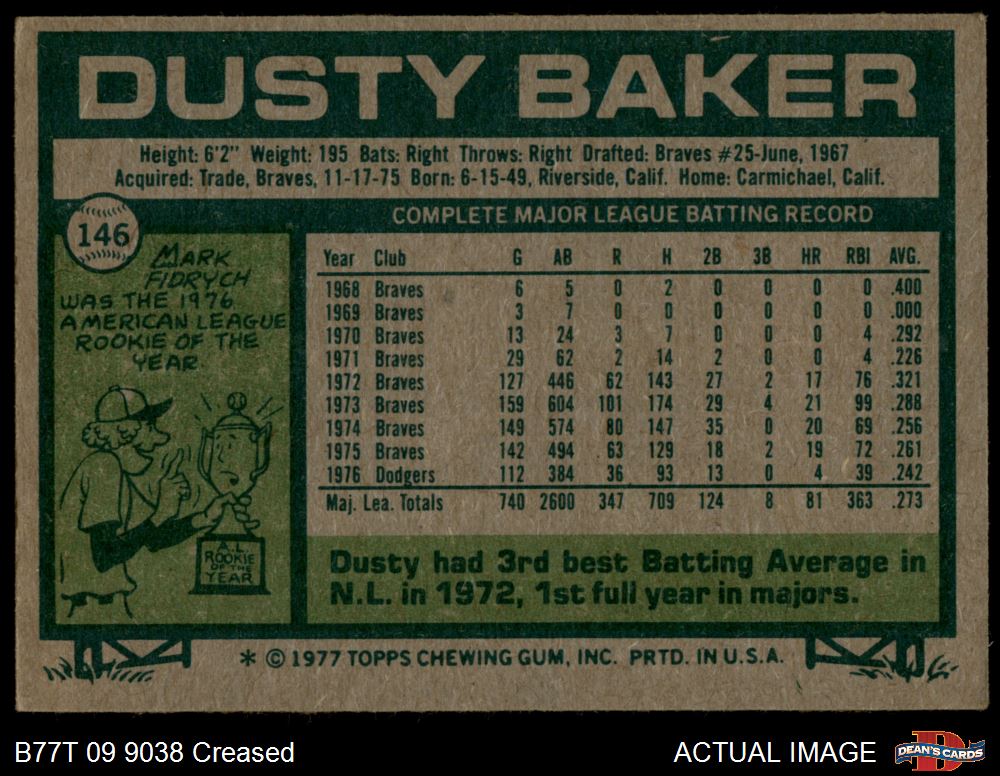 DUSTY BAKER
Height: 6'2" Weight: 195 Bats: Right Throws: Right Drafted: Braves #25-June, 1967
Acquired: Trade, Braves, 11-17-75 Born: 6-15-49, Riverside, Calif. Home: Carmichael, Calif.
146
MARK
FIDRYCH
WAS THE 1976
AMERICAN LEAGUE
ROOKIE OF THE
YEAR.
A.L.
ROOKIE
OF THE
YEAR
COMPLETE MAJOR LEAGUE BATTING RECORD
Year Club G AB R H 2B 3B HR RBI AVG.
1968 Braves 6 5 0 2 0 0 0 0 .400
1969 Braves 3 7 0 0 0 0 0 0 .000
1970 Braves 13 24 3 7 0 0 0 4 .292
1971 Braves 29 62 2 14 2 0 0 4 .226
1972 Braves 127 446 62 143 27 2 17 76 .321
1973 Braves 159 604 101 174 29 4 21 99 .288
1974 Braves 149 574 80 147 35 0 20 69 .256
1975 Braves 142 494 63 129 18 2 19 72 .261
1976 Dodgers 112 384 36 93 13 0 4 39 .242
Maj. Lea. Totals 740 2600 347 709 124 8 81 363 .273
Dusty had 3rd best Batting Average in
N.L. in 1972, 1st full year in majors.
* © 1977 TOPPS CHEWING GUM, INC. PRTD. IN U.S.A.
B77T 09 9038 Creased
ACTUAL IMAGE
D
DEAN'S CARDS